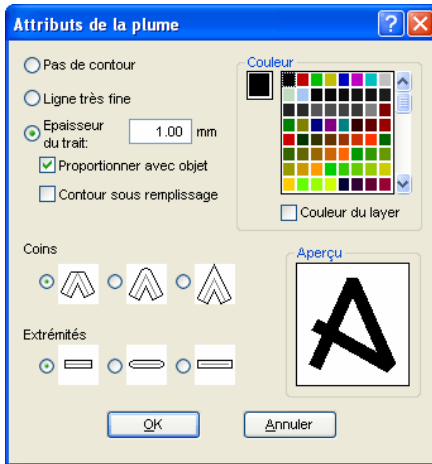 Attributs de la plume
Pas de contour
Ligne très fine
Epaisseur
du trait:
1.00 mm
Proportionner avec objet
Contour sous remplissage
Couleur
Couleur du layer
Coins
Extrémités
Aperçu
OK
Annuler